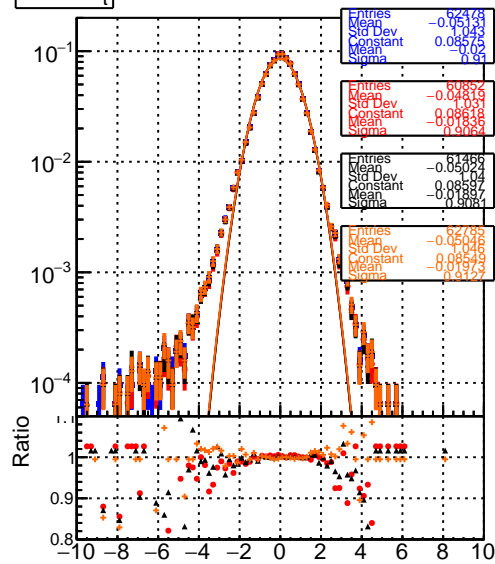 t
Entries 62478
Mean −0.05131
Std Dev 1.043
Constant 0.08575
Mean −0.02
Sigma 0.91
Entries 60852
Mean −0.04819
Std Dev 1.031
Constant 0.08618
Mean −0.01836
Sigma 0.9064
Entries 61466
Mean −0.05024
Std Dev 1.04
Constant 0.08597
Mean −0.01897
Sigma 0.9081
Entries 62785
Mean −0.05046
Std Dev 1.046
Constant 0.08549
Mean −0.01973
Sigma
10−1
10−2
10−3
10−4
1.1
1
0.9
0.8
Ratio
−10 −8 −6 −4 −2 0 2 4 6 8 10